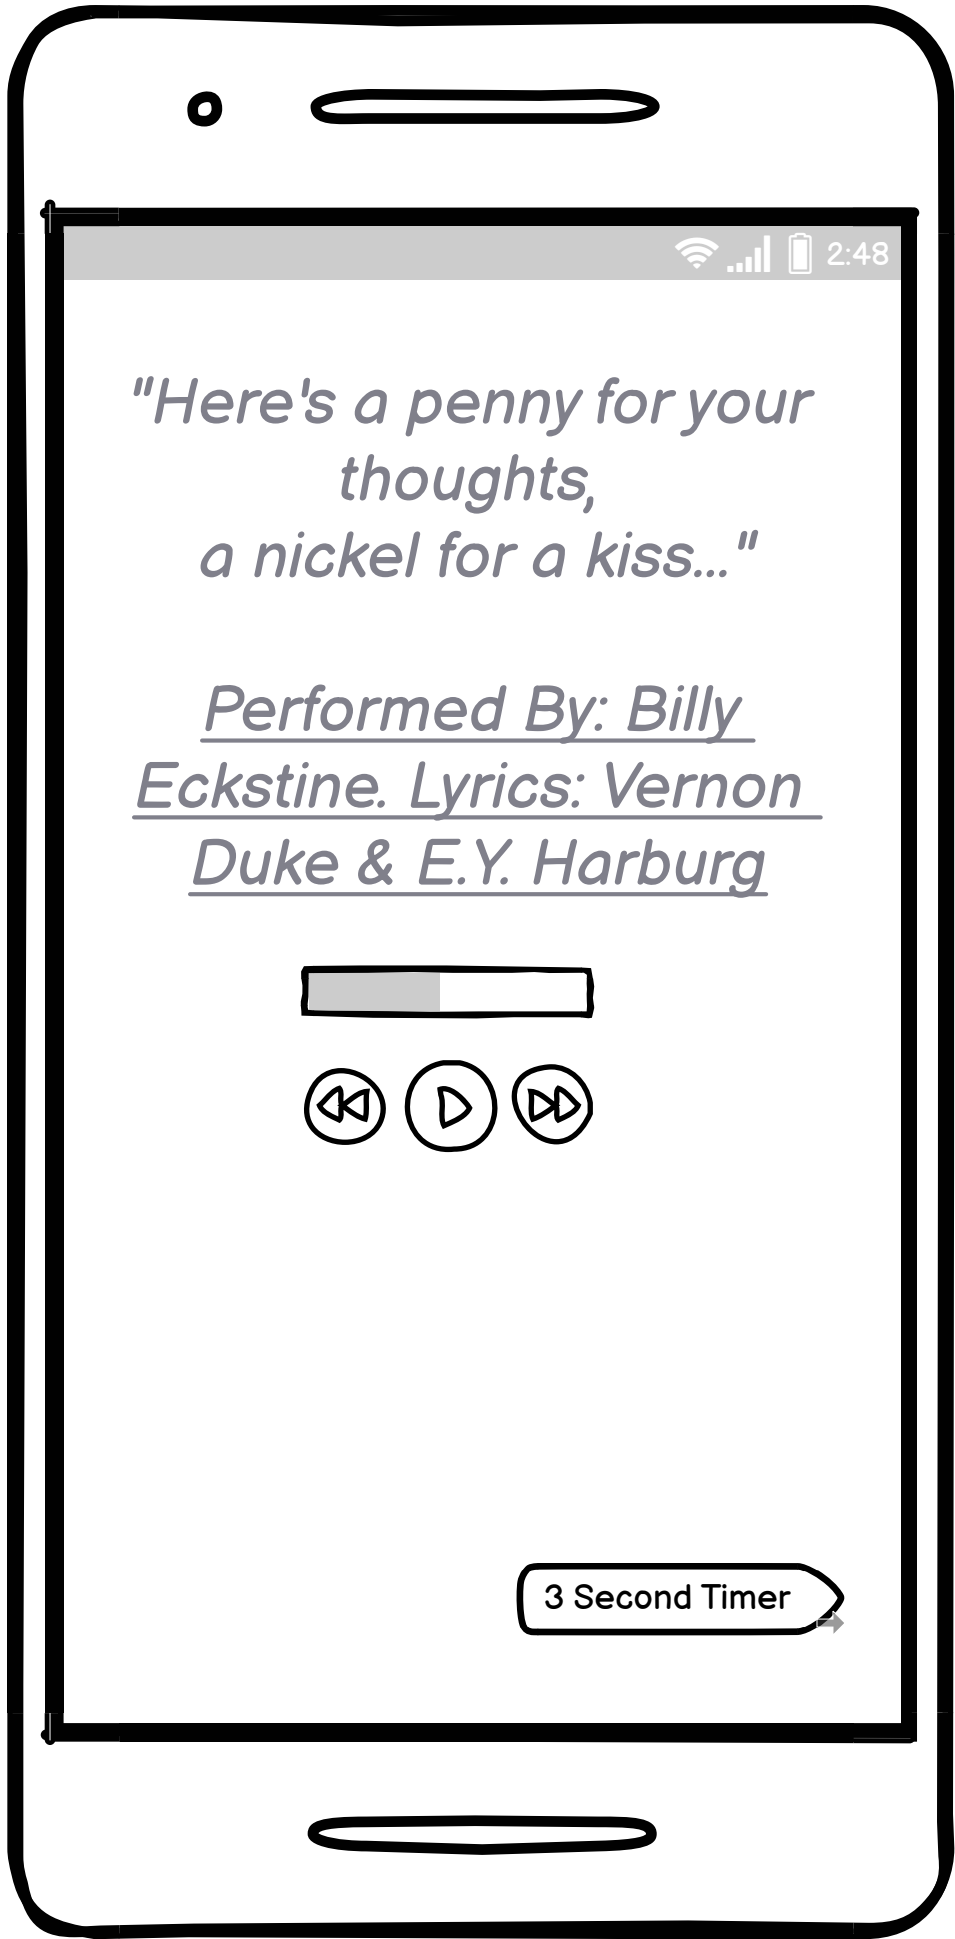 2:48
"Here's a penny for your
thoughts,
a nickel for a kiss..."
Performed By: Billy
Eckstine. Lyrics: Vernon
Duke & E.Y. Harburg
3 Second Timer